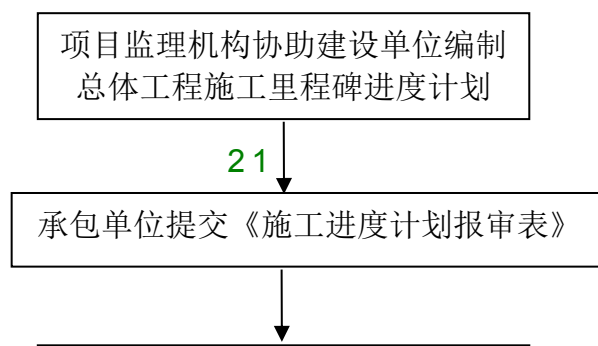 项目监理机构协助建设单位编制
总体工程施工里程碑进度计划
21
承包单位提交《施工进度计划报审表》